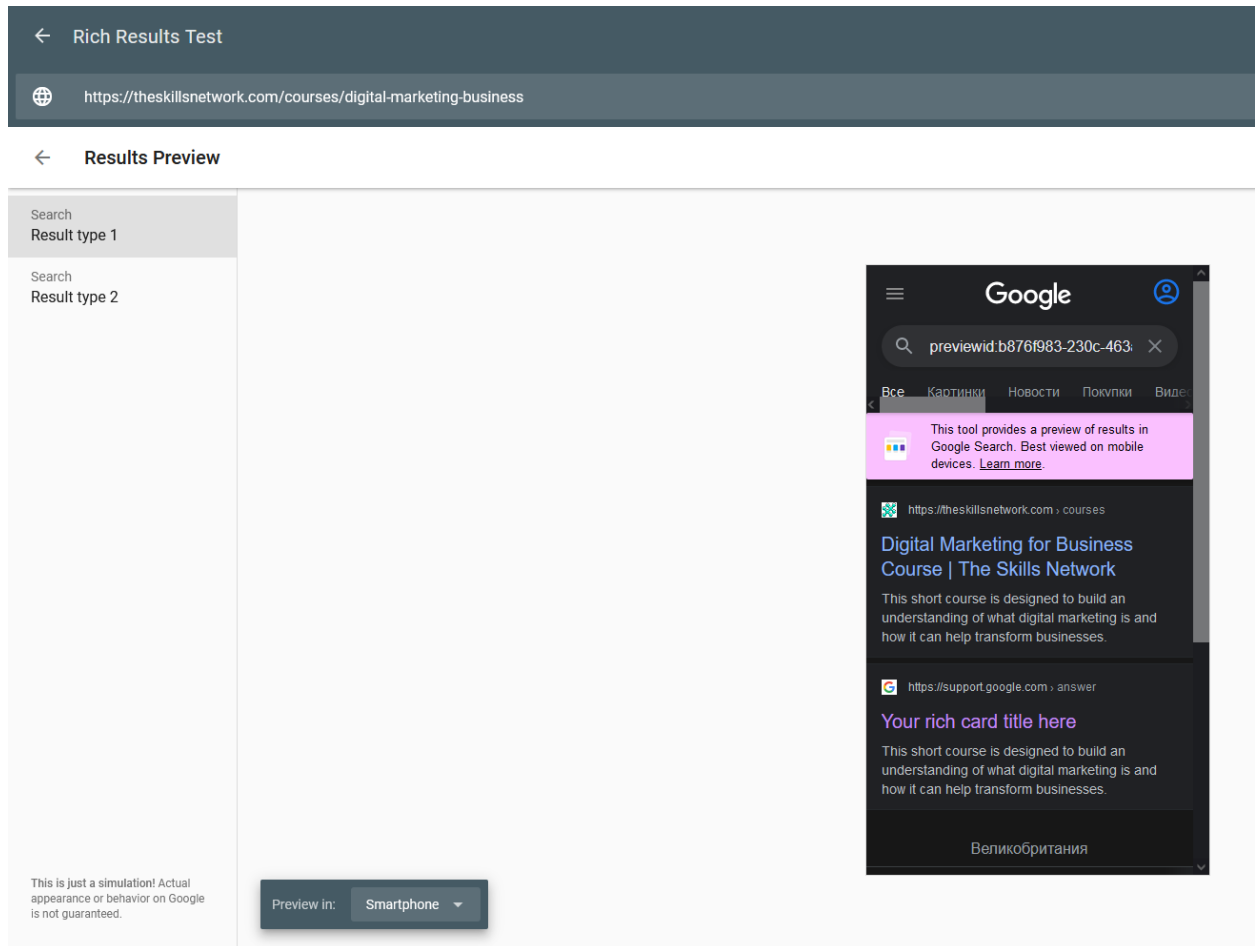 Rich Results Test
https://theskillsnetwork.com/courses/digital-marketing-business
Results Preview
Search
Result type 1
Search
Result type 2
Google
previewid:b876f983-230c-463
Все Картинки Новости Покупки Видео
This tool provides a preview of results in
Google Search. Best viewed on mobile
devices. Learn more.
https://theskillsnetwork.com › courses
Digital Marketing for Business
Course | The Skills Network
This short course is designed to build an
understanding of what digital marketing is and
how it can help transform businesses.
https://support.google.com › answer
Your rich card title here
This short course is designed to build an
understanding of what digital marketing is and
how it can help transform businesses.
Великобритания
This is just a simulation! Actual
appearance or behavior on Google
is not guaranteed.
Preview in: Smartphone